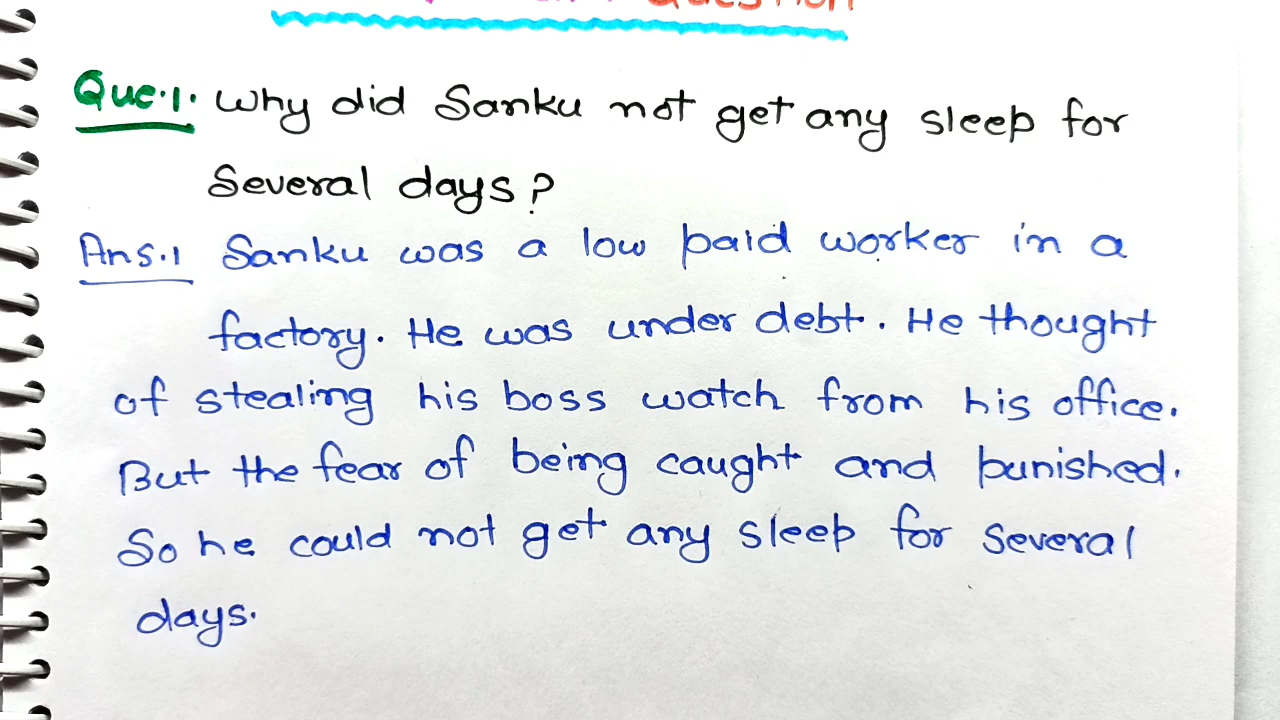 Question
Que.1. Why did Sanku not get any sleep for
several days?
Ans.1 Sanku was a low paid worker in a
factory. He was under debt. He thought
of stealing his boss watch from his office.
But the fear of being caught and punished.
So he could not get any sleep for several
days.